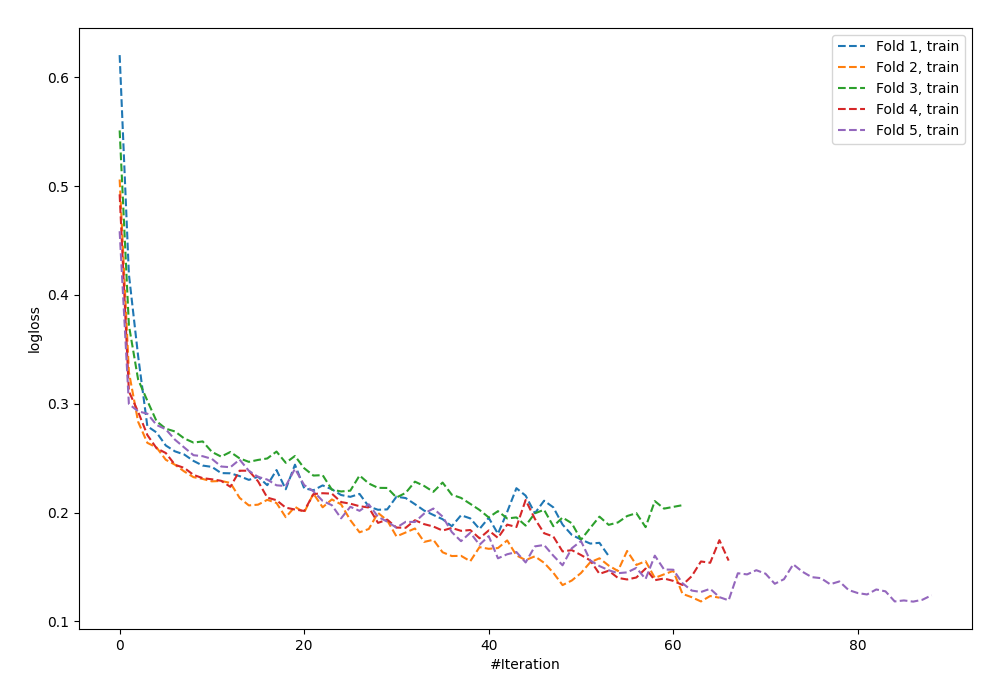 Fold 1, train
Fold 2, train
Fold 3, train
Fold 4, train
Fold 5, train
0.6
0.5
0.4
0.3
0.2
0.1
logloss
0 20 40 60 80
#Iteration